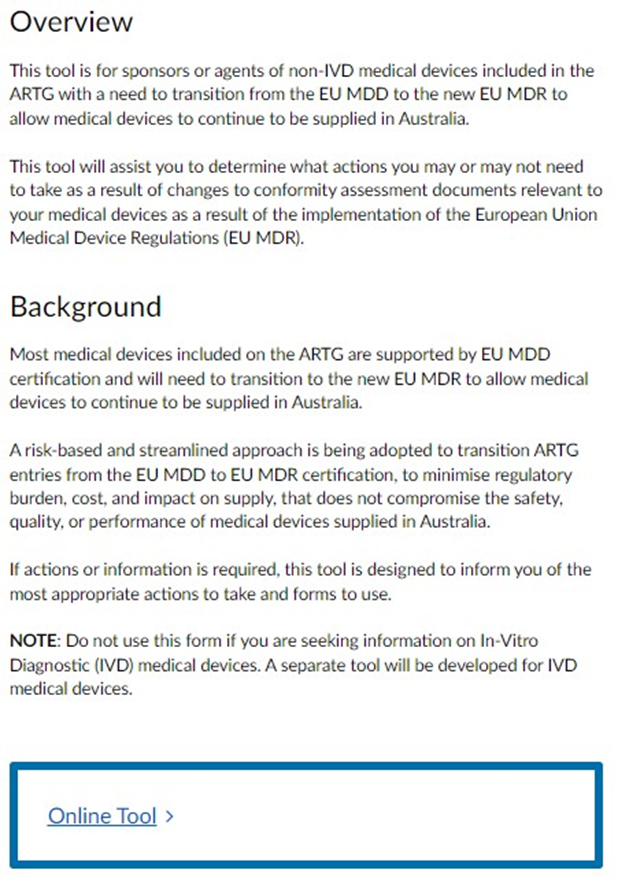 Overview
This tool is for sponsors or agents of non-IVD medical devices included in the
ARTG with a need to transition from the EU MDD to the new EU MDR to
allow medical devices to continue to be supplied in Australia.
This tool will assist you to determine what actions you may or may not need
to take as a result of changes to conformity assessment documents relevant to
your medical devices as a result of the implementation of the European Union
Medical Device Regulations (EU MDR).
Background
Most medical devices included on the ARTG are supported by EU MDD
certification and will need to transition to the new EU MDR to allow medical
devices to continue to be supplied in Australia.
A risk-based and streamlined approach is being adopted to transition ARTG
entries from the EU MDD to EU MDR certification, to minimise regulatory
burden, cost, and impact on supply, that does not compromise the safety,
quality, or performance of medical devices supplied in Australia.
If actions or information is required, this tool is designed to inform you of the
most appropriate actions to take and forms to use.
NOTE: Do not use this form if you are seeking information on In-Vitro
Diagnostic (IVD) medical devices. A separate tool will be developed for IVD
medical devices.
Online Tool >